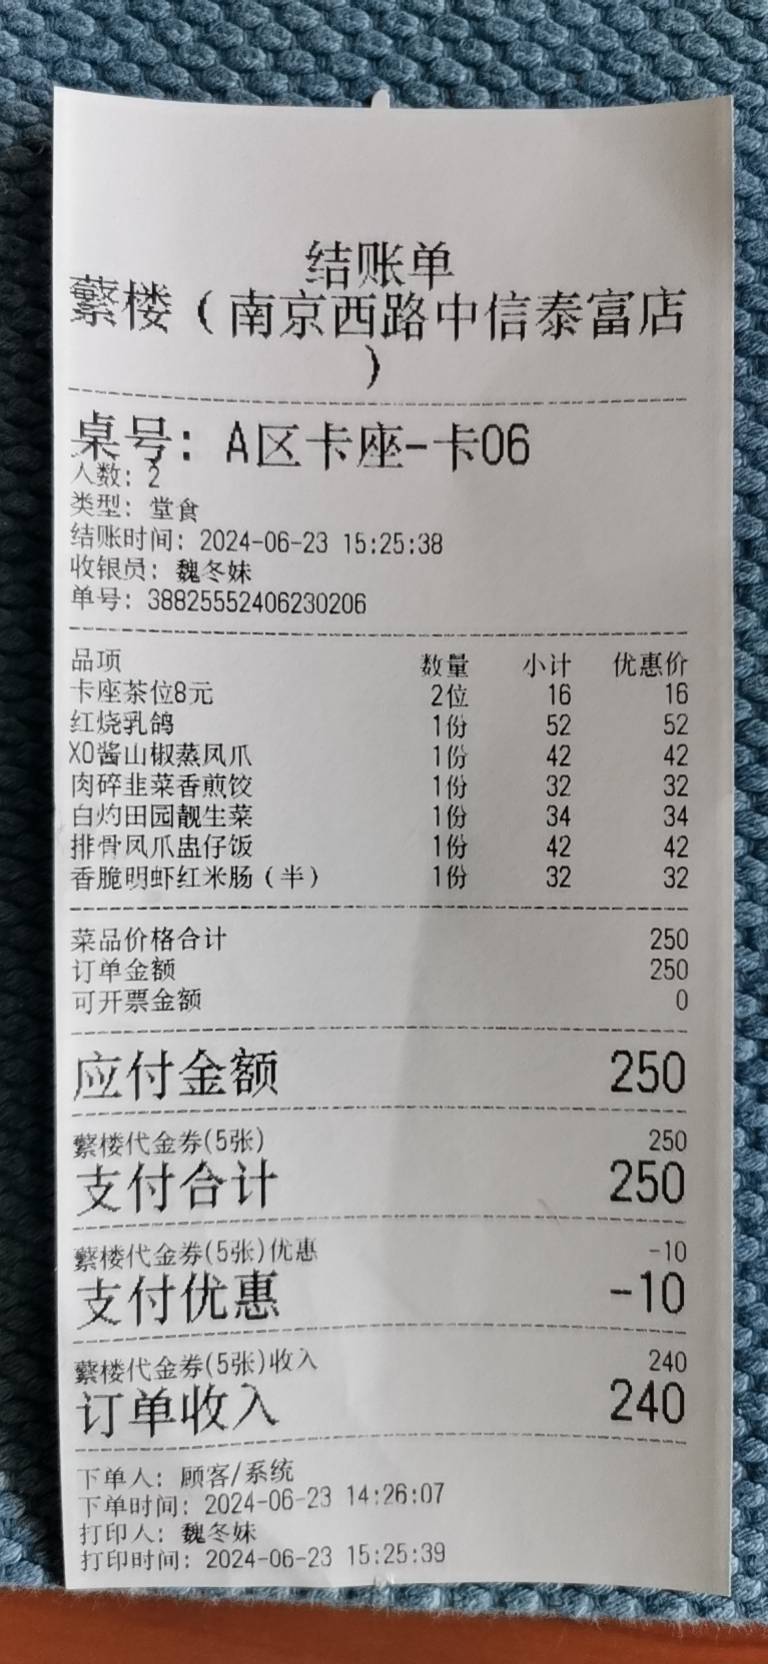 结账单
蘩楼（南京西路中信泰富店
）
桌号：A区卡座-卡06
人数：2
类型：堂食
结账时间：2024-06-23 15:25:38
收银员：魏冬妹
单号：38825552406230206
品项 数量 小计 优惠价
卡座茶位8元 2位 16 16
红烧乳鸽 1份 52 52
XO酱山椒蒸凤爪 1份 42 42
肉碎韭菜香煎饺 1份 32 32
白灼田园靓生菜 1份 34 34
排骨凤爪盅仔饭 1份 42 42
香脆明虾红米肠（半） 1份 32 32
菜品价格合计 250
订单金额 250
可开票金额 0
应付金额 250
蘩楼代金券(5张) 250
支付合计 250
蘩楼代金券(5张)优惠 -10
支付优惠 -10
蘩楼代金券(5张)收入 240
订单收入 240
下单人：顾客/系统
下单时间：2024-06-23 14:26:07
打印人：魏冬妹
打印时间：2024-06-23 15:25:39